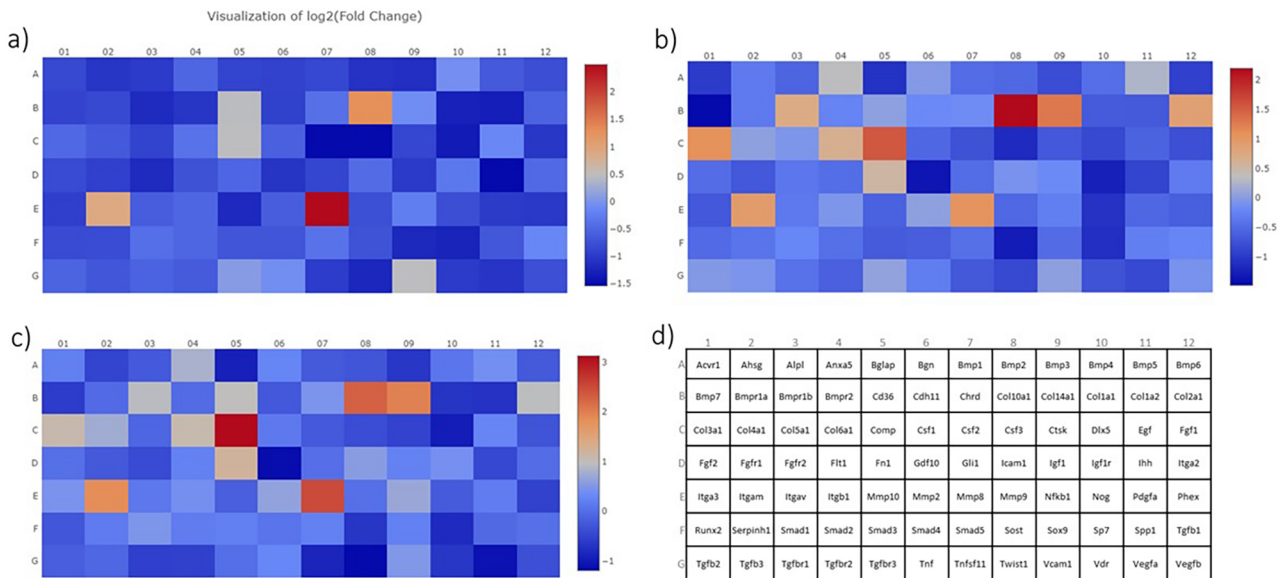 Visualization of log2(Fold Change)
a)
01 02 03 04 05 06 07 08 09 10 11 12
A
B
C
D
E
F
G
2
1.5
1
0.5
0
−0.5
−1
−1.5
b)
01 02 03 04 05 06 07 08 09 10 11 12
A
B
C
D
E
F
G
2
1.5
1
0.5
0
−0.5
−1
c)
01 02 03 04 05 06 07 08 09 10 11 12
A
B
C
D
E
F
G
3
2
1
0
−1
d)
1 2 3 4 5 6 7 8 9 10 11 12
A Acvr1 Ahsg Alpl Anxa5 Bglap Bgn Bmp1 Bmp2 Bmp3 Bmp4 Bmp5 Bmp6
B Bmp7 Bmpr1a Bmpr1b Bmpr2 Cd36 Cdh11 Chrd Col10a1 Col14a1 Col1a1 Col1a2 Col2a1
C Col3a1 Col4a1 Col5a1 Col6a1 Comp Csf1 Csf2 Csf3 Ctsk Dlx5 Egf Fgf1
D Fgf2 Fgfr1 Fgfr2 Flt1 Fn1 Gdf10 Gli1 Icam1 Igf1 Igf1r Ihh Itga2
E Itga3 Itgam Itgav Itgb1 Mmp10 Mmp2 Mmp8 Mmp9 Nfkb1 Nog Pdgfa Phex
F Runx2 Serpinh1 Smad1 Smad2 Smad3 Smad4 Smad5 Sost Sox9 Sp7 Spp1 Tgfb1
G Tgfb2 Tgfb3 Tgfbr1 Tgfbr2 Tgfbr3 Tnf Tnfsf11 Twist1 Vcam1 Vdr Vegfa Vegfb